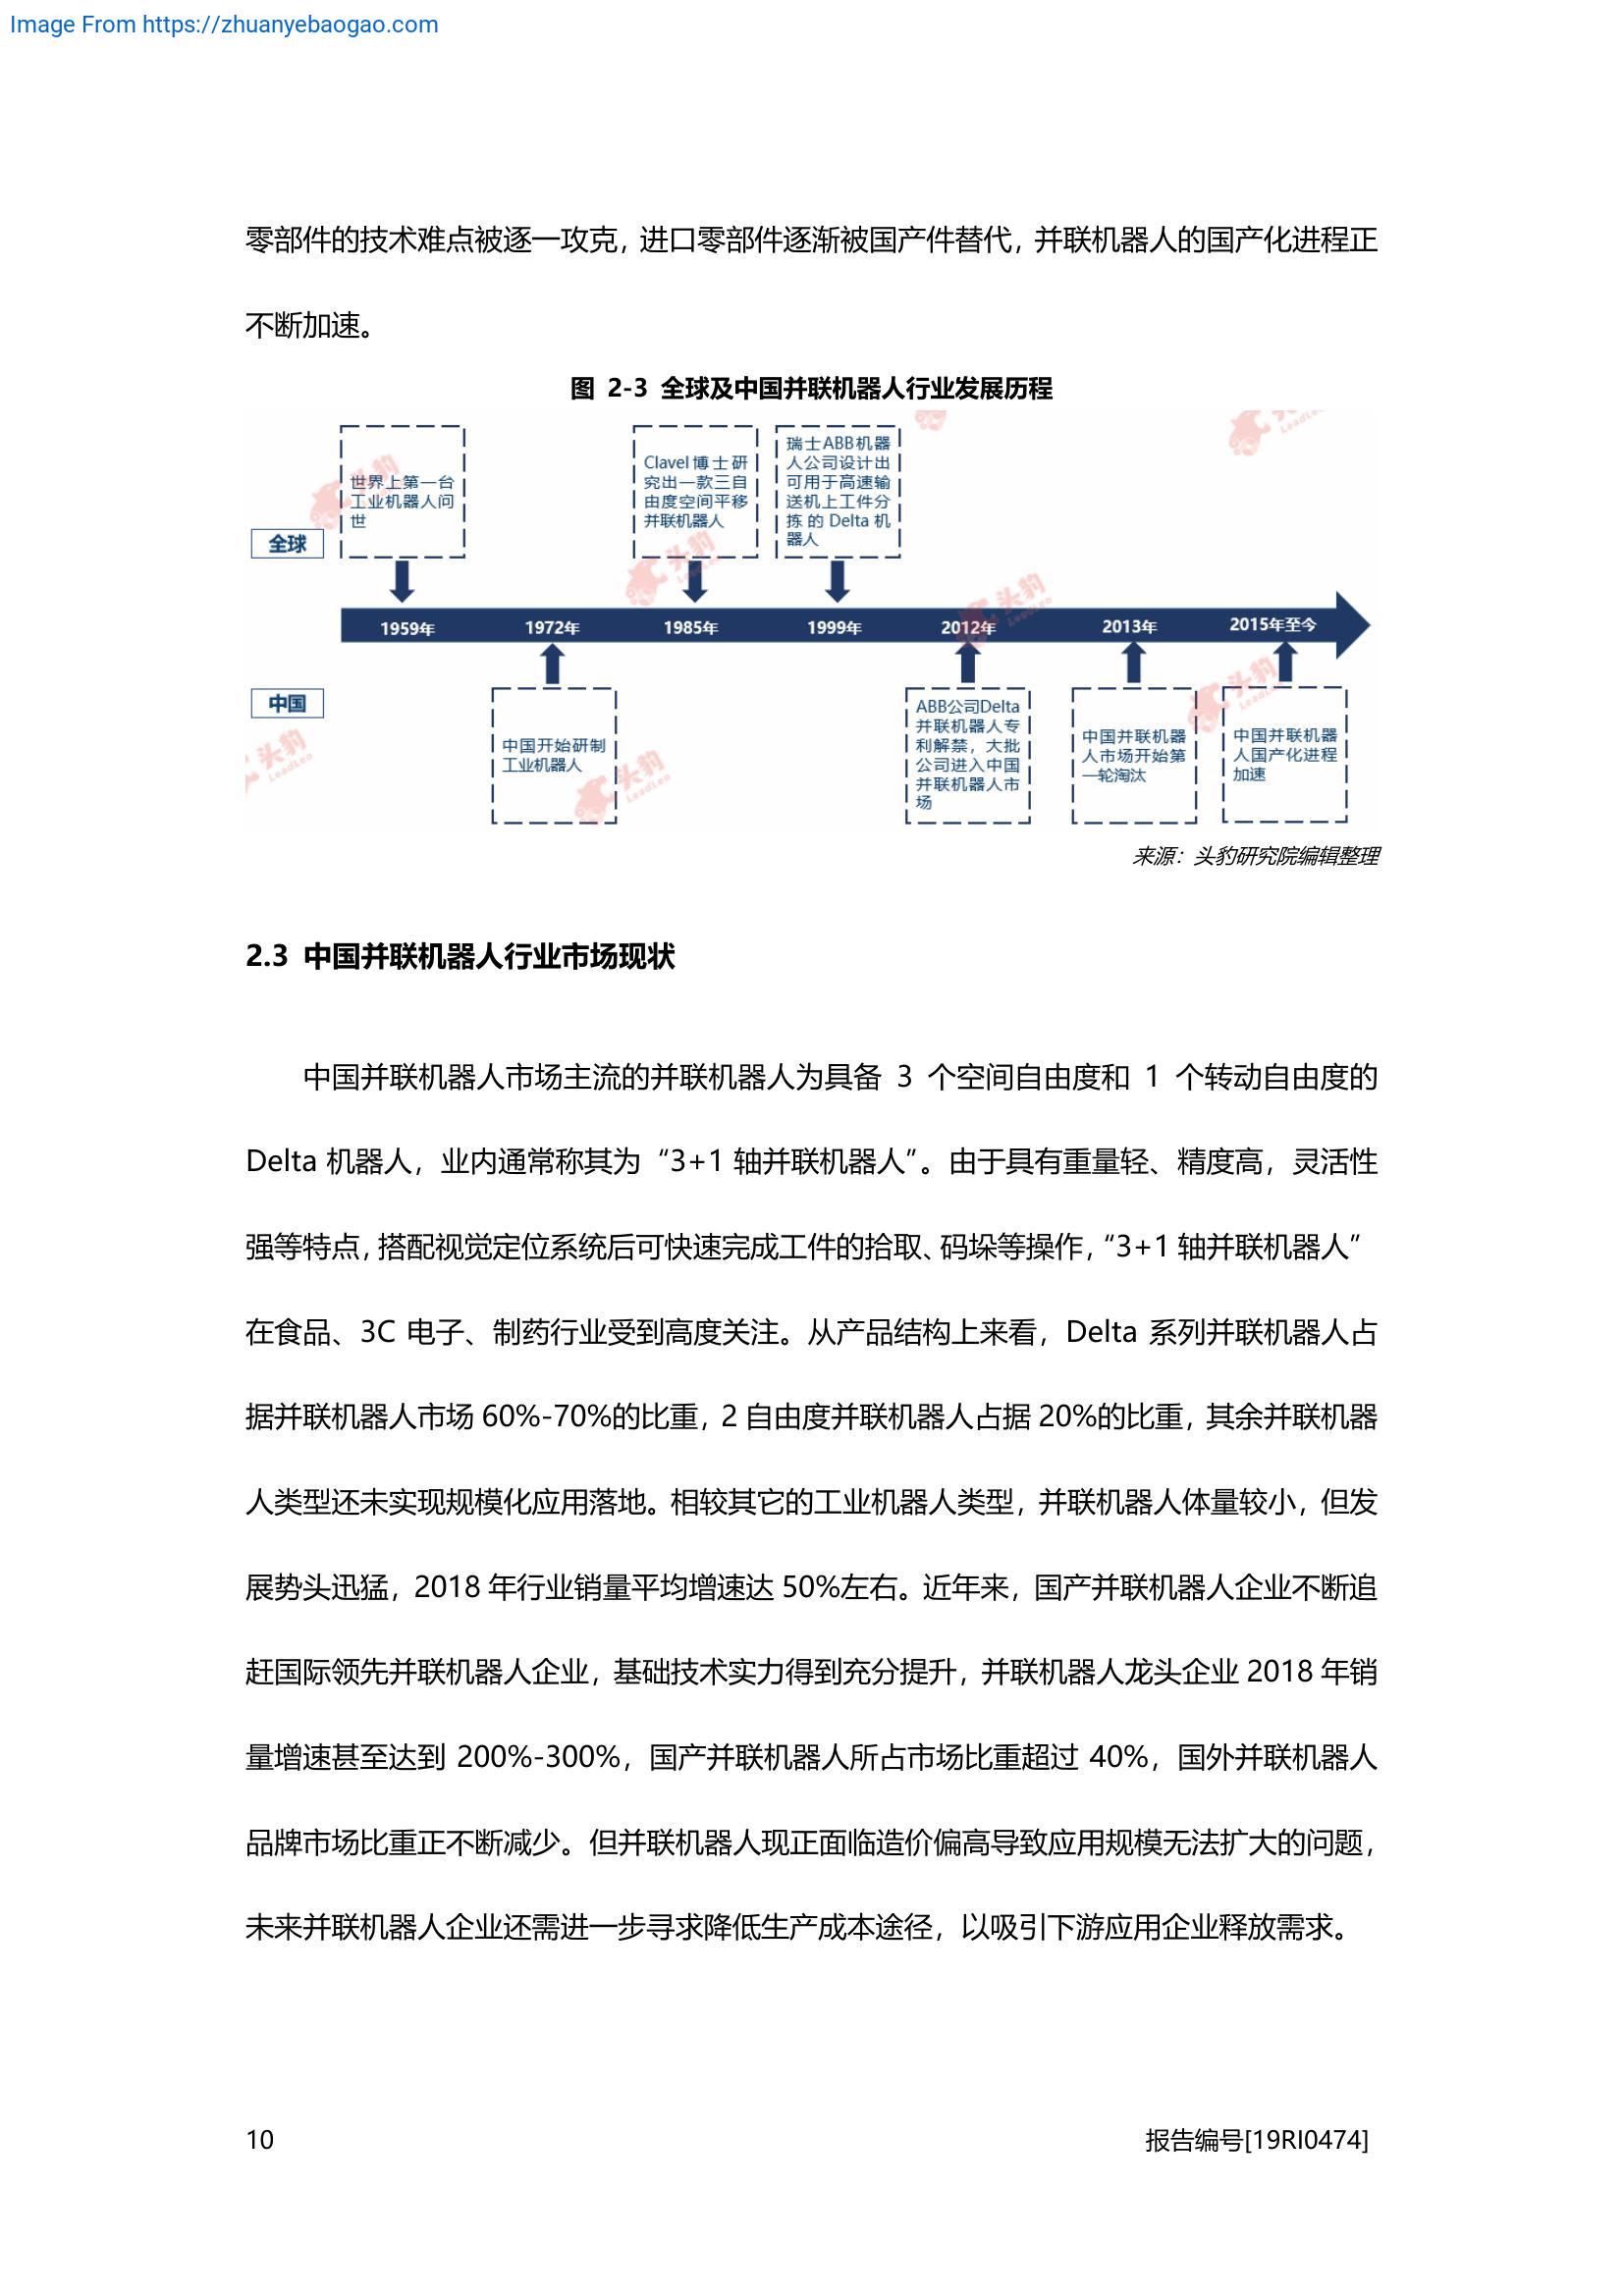 Image From https://zhuanyebaogao.com
零部件的技术难点被逐一攻克，进口零部件逐渐被国产件替代，并联机器人的国产化进程正
不断加速。
图 2-3 全球及中国并联机器人行业发展历程
全球
世界上第一台
工业机器人问
世
Clavel博士研
究出一款三自
由度空间平移
并联机器人
瑞士ABB机器
人公司设计出
可用于高速输
送机上工件分
拣的Delta机
器人
1959年
1972年
1985年
1999年
2012年
2013年
2015年至今
中国
中国开始研制
工业机器人
ABB公司Delta
并联机器人专
利解禁，大批
公司进入中国
并联机器人市
场
中国并联机器
人市场开始第
一轮淘汰
中国并联机器
人国产化进程
加速
头豹
LeadLeo
来源：头豹研究院编辑整理
2.3 中国并联机器人行业市场现状
中国并联机器人市场主流的并联机器人为具备 3 个空间自由度和 1 个转动自由度的
Delta 机器人，业内通常称其为“3+1 轴并联机器人”。由于具有重量轻、精度高，灵活性
强等特点，搭配视觉定位系统后可快速完成工件的拾取、码垛等操作，“3+1 轴并联机器人”
在食品、3C 电子、制药行业受到高度关注。从产品结构上来看，Delta 系列并联机器人占
据并联机器人市场 60%-70%的比重，2 自由度并联机器人占据 20%的比重，其余并联机器
人类型还未实现规模化应用落地。相较其它的工业机器人类型，并联机器人体量较小，但发
展势头迅猛，2018 年行业销量平均增速达 50%左右。近年来，国产并联机器人企业不断追
赶国际领先并联机器人企业，基础技术实力得到充分提升，并联机器人龙头企业 2018 年销
量增速甚至达到 200%-300%，国产并联机器人所占市场比重超过 40%，国外并联机器人
品牌市场比重正不断减少。但并联机器人现正面临造价偏高导致应用规模无法扩大的问题，
未来并联机器人企业还需进一步寻求降低生产成本途径，以吸引下游应用企业释放需求。
10
报告编号[19RI0474]